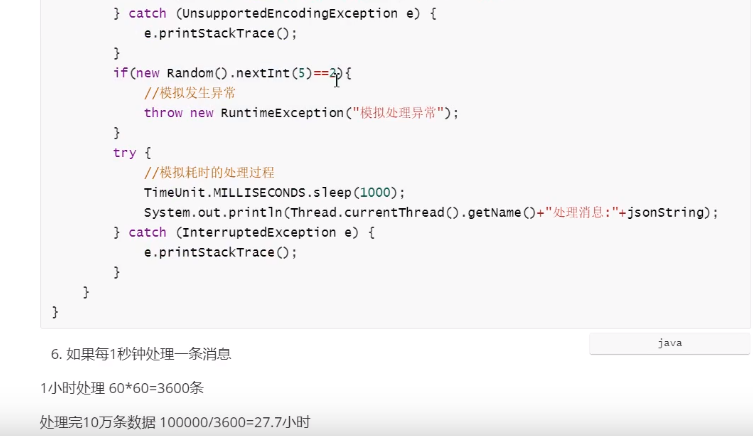 } catch (UnsupportedEncodingException e) {
e.printStackTrace();
}
if(new Random().nextInt(5)==2){
//模拟发生异常
throw new RuntimeException("模拟处理异常");
}
try {
//模拟耗时的处理过程
TimeUnit.MILLISECONDS.sleep(1000);
System.out.println(Thread.currentThread().getName()+"处理消息:"+jsonString);
} catch (InterruptedException e) {
e.printStackTrace();
}
}
}
java
6. 如果每1秒钟处理一条消息
1小时处理 60*60=3600条
处理完10万条数据 100000/3600=27.7小时